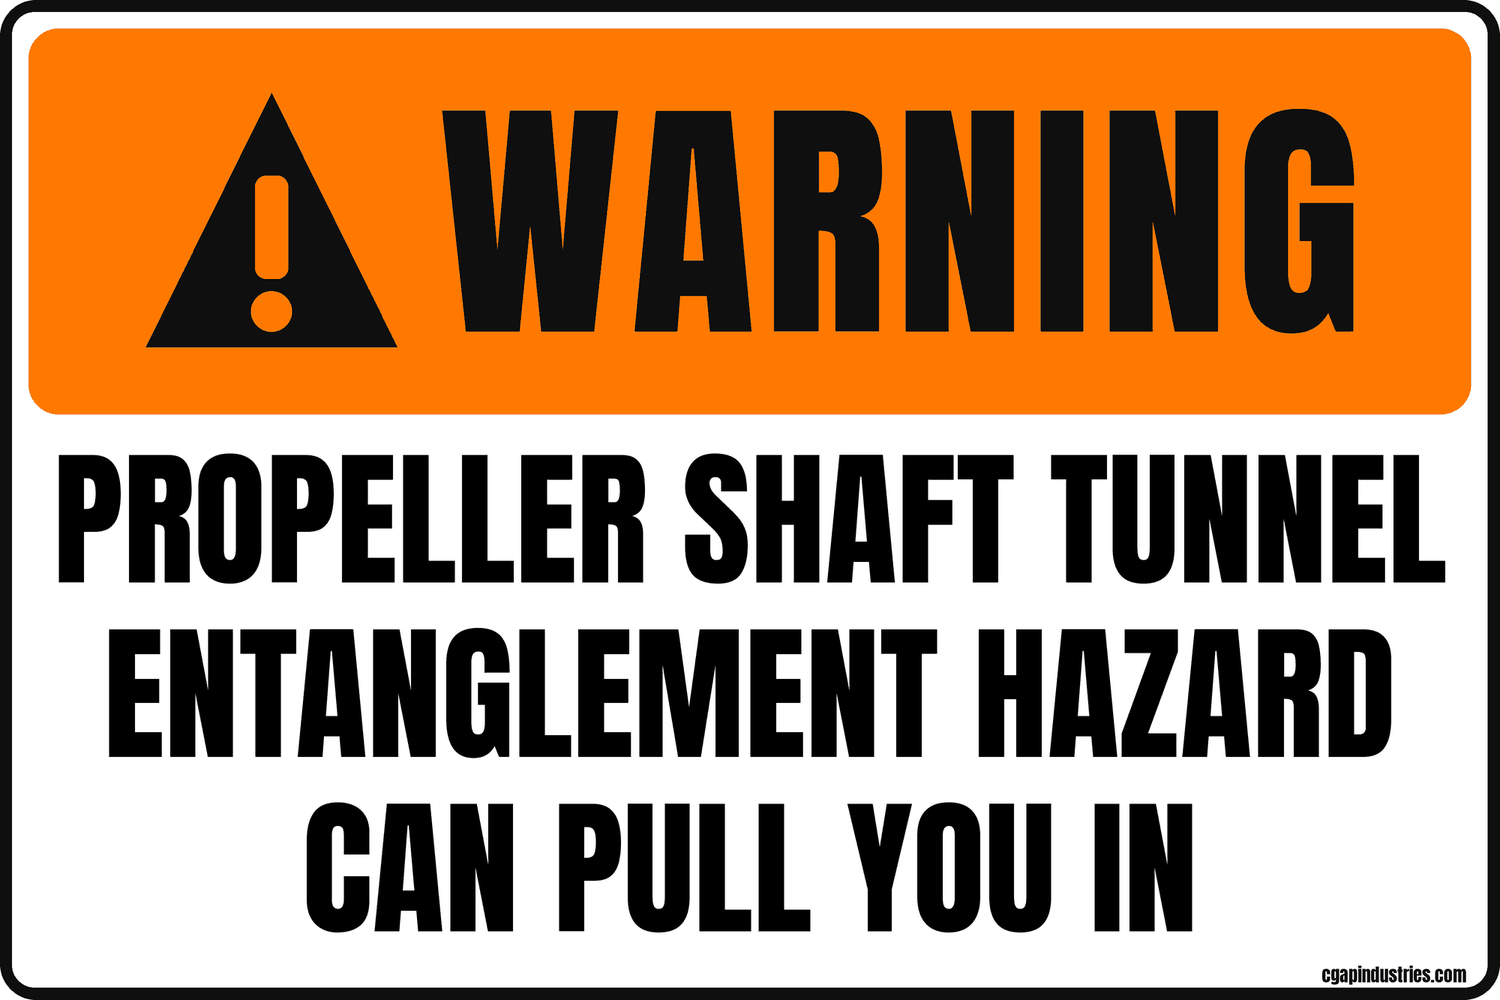 WARNING
PROPELLER SHAFT TUNNEL
ENTANGLEMENT HAZARD
CAN PULL YOU IN
cgapindustries.com